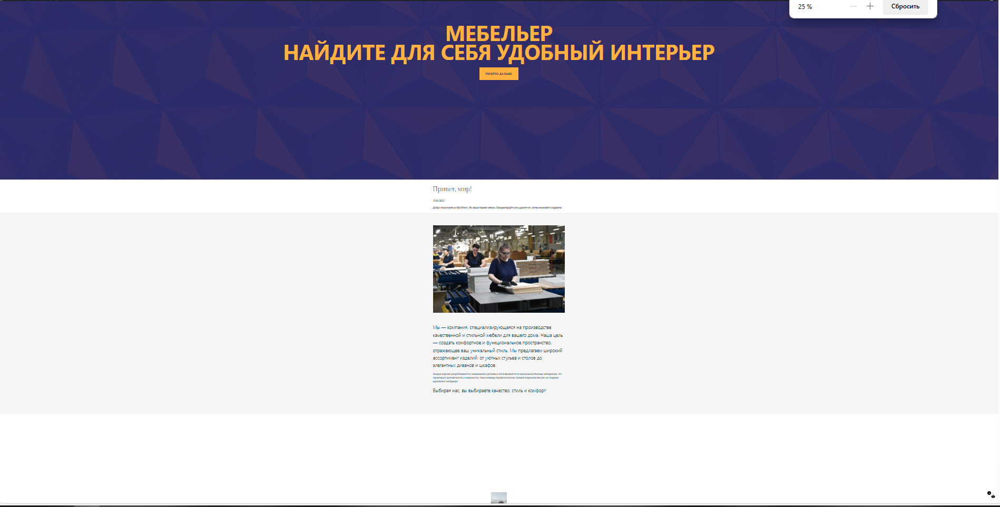 25 %
Сбросить
МЕБЕЛЬЕР
НАЙДИТЕ ДЛЯ СЕБЯ УДОБНЫЙ ИНТЕРЬЕР
ПЕРЕЙТИ ДАЛЬШЕ
Привет, мир!
15.04.2025
Добро пожаловать в WordPress. Это ваша первая запись. Отредактируйте или удалите ее, затем начинайте создавать!
Мы — компания, специализирующаяся на производстве
качественной и стильной мебели для вашего дома. Наша цель
— создать комфортное и функциональное пространство,
отражающее ваш уникальный стиль. Мы предлагаем широкий
ассортимент изделий: от уютных стульев и столов до
элегантных диванов и шкафов.
Каждое изделие разрабатывается с вниманием к деталям и изготавливается из высококачественных материалов, что
гарантирует долговечность и надежность. Наша команда профессионалов стремится вдохновлять вас на создание
идеального интерьера.
Выбирая нас, вы выбираете качество, стиль и комфорт